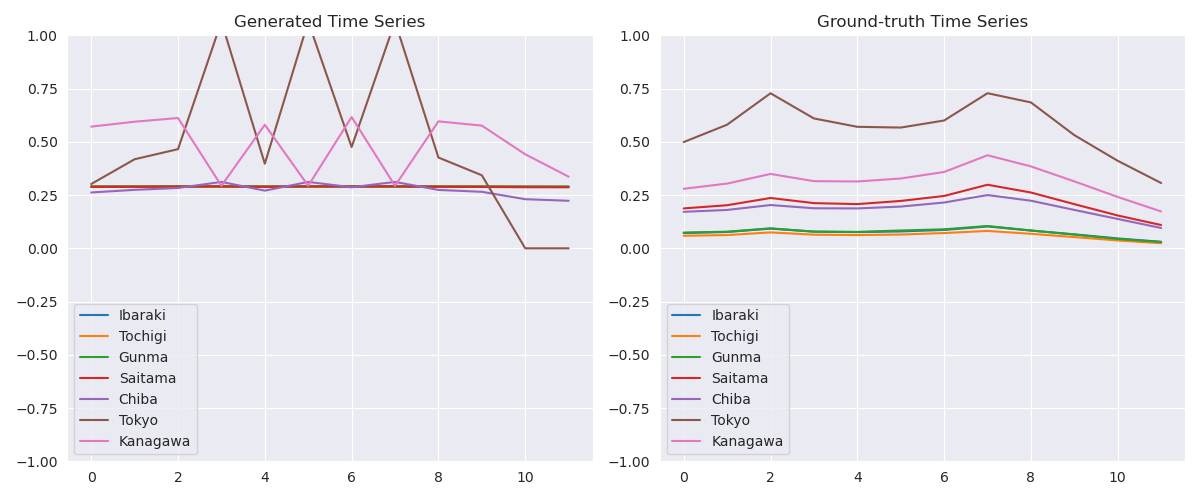 Generated Time Series
1.00
0.75
0.50
0.25
0.00
−0.25
−0.50
−0.75
−1.00
0
2
4
6
8
10
Ibaraki
Tochigi
Gunma
Saitama
Chiba
Tokyo
Kanagawa
Ground-truth Time Series
1.00
0.75
0.50
0.25
0.00
−0.25
−0.50
−0.75
−1.00
0
2
4
6
8
10
Ibaraki
Tochigi
Gunma
Saitama
Chiba
Tokyo
Kanagawa